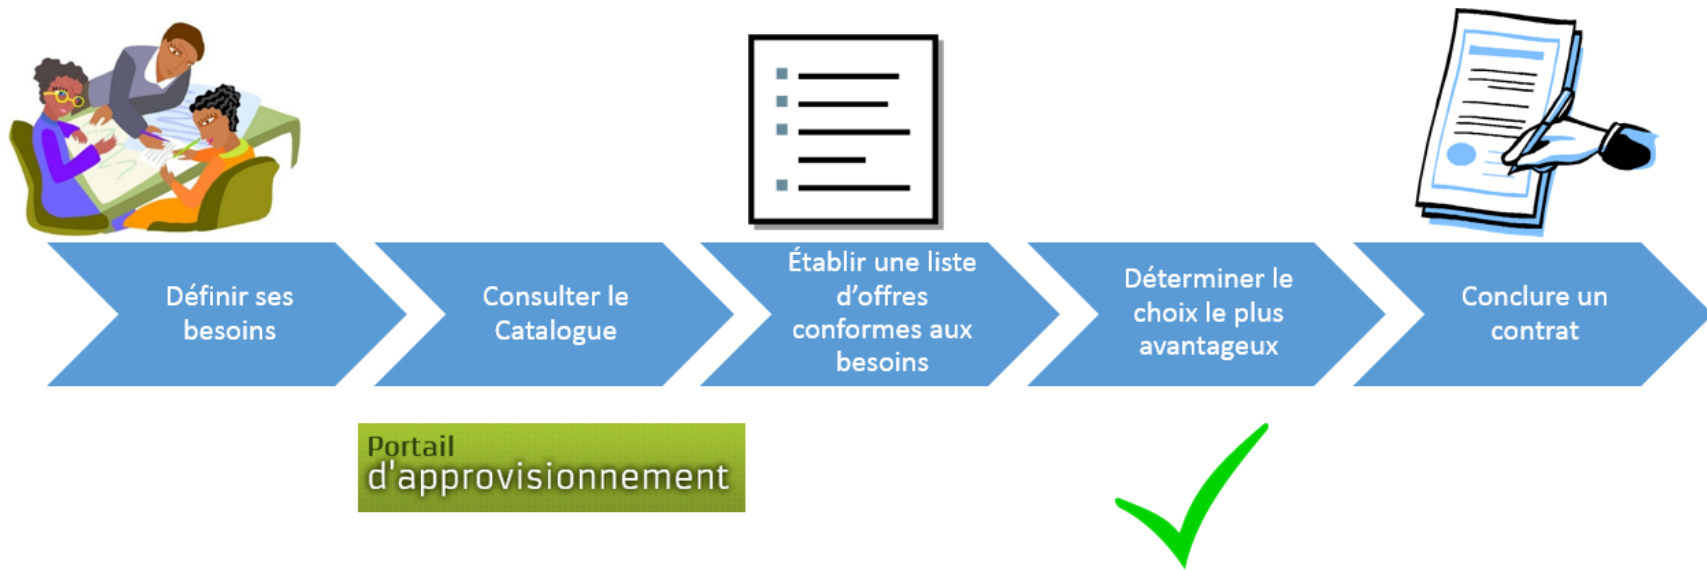 Définir ses
besoins
Consulter le
Catalogue
Établir une liste
d’offres
conformes aux
besoins
Déterminer le
choix le plus
avantageux
Conclure un
contrat
Portail
d'approvisionnement